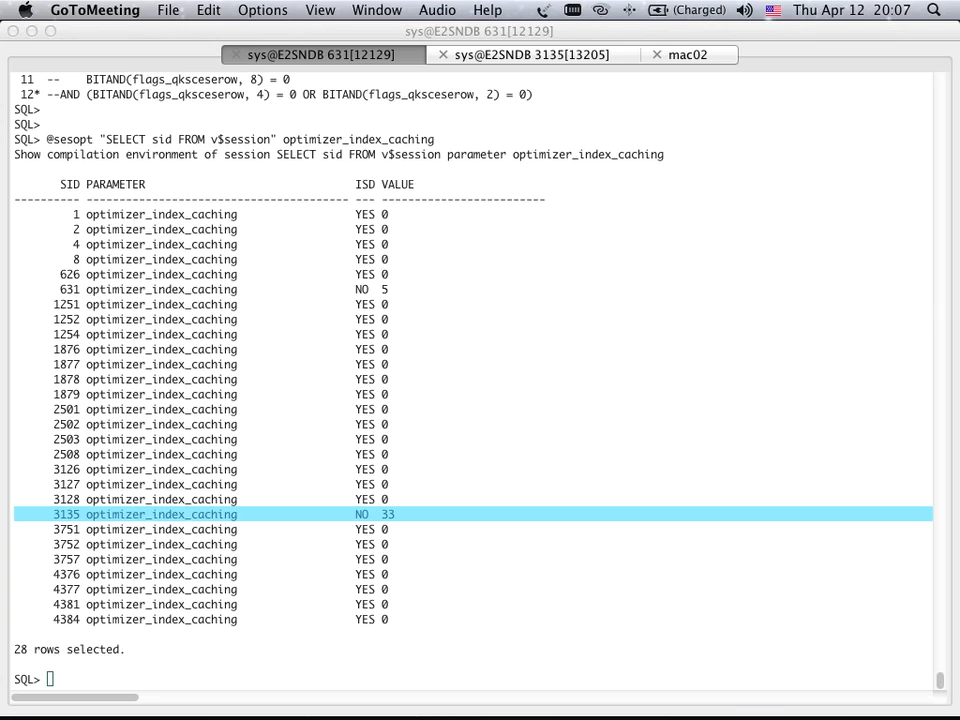 GoToMeeting File Edit Options View Window Audio Help (Charged) Thu Apr 12 20:07
sys@E2SNDB 631[12129]
sys@E2SNDB 631[12129] sys@E2SNDB 3135[13205] mac02
11 -- BITAND(flags_qksceserow, 8) = 0
12* --AND (BITAND(flags_qksceserow, 4) = 0 OR BITAND(flags_qksceserow, 2) = 0)
SQL>
SQL>
SQL> @sesopt "SELECT sid FROM v$session" optimizer_index_caching
Show compilation environment of session SELECT sid FROM v$session parameter optimizer_index_caching
SID PARAMETER ISD VALUE
---------- ---------------------------------------- --- -------------------------
1 optimizer_index_caching YES 0
2 optimizer_index_caching YES 0
4 optimizer_index_caching YES 0
8 optimizer_index_caching YES 0
626 optimizer_index_caching YES 0
631 optimizer_index_caching NO 5
1251 optimizer_index_caching YES 0
1252 optimizer_index_caching YES 0
1254 optimizer_index_caching YES 0
1876 optimizer_index_caching YES 0
1877 optimizer_index_caching YES 0
1878 optimizer_index_caching YES 0
1879 optimizer_index_caching YES 0
2501 optimizer_index_caching YES 0
2502 optimizer_index_caching YES 0
2503 optimizer_index_caching YES 0
2508 optimizer_index_caching YES 0
3126 optimizer_index_caching YES 0
3127 optimizer_index_caching YES 0
3128 optimizer_index_caching YES 0
3135 optimizer_index_caching NO 33
3751 optimizer_index_caching YES 0
3752 optimizer_index_caching YES 0
3757 optimizer_index_caching YES 0
4376 optimizer_index_caching YES 0
4377 optimizer_index_caching YES 0
4381 optimizer_index_caching YES 0
4384 optimizer_index_caching YES 0
28 rows selected.
SQL>